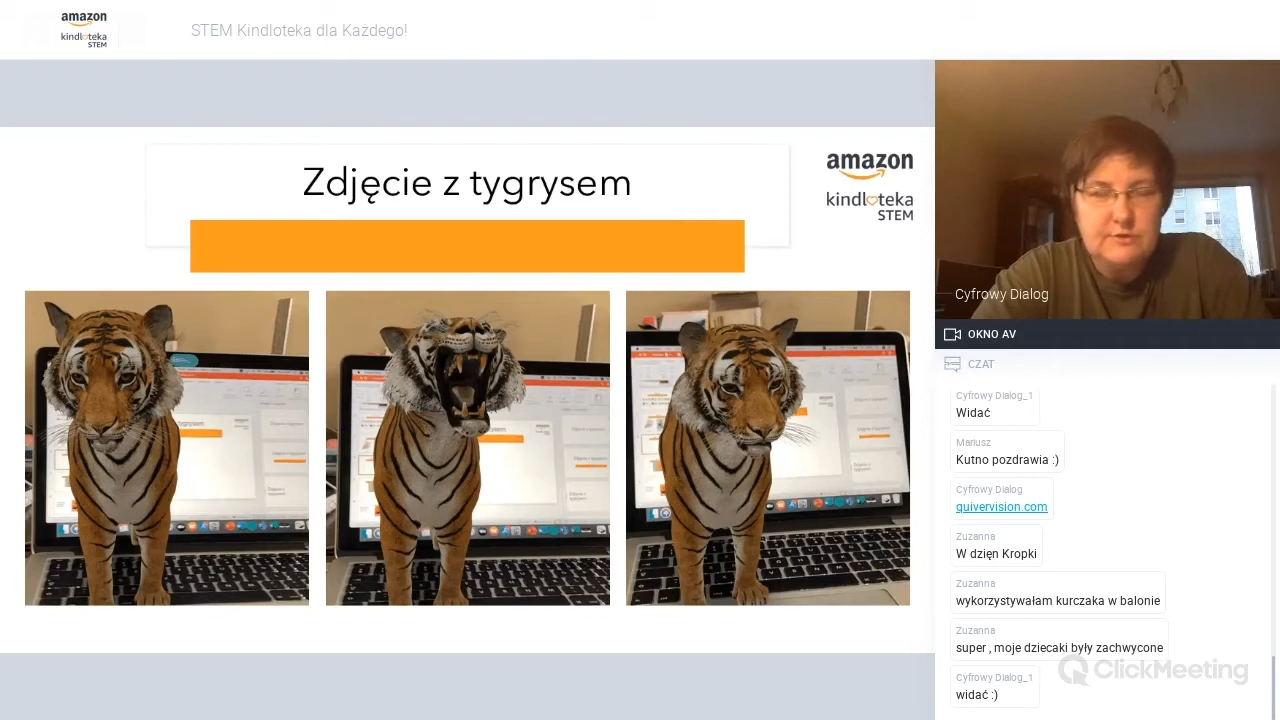 amazon
kindloteka
STEM
STEM Kindloteka dla Każdego!
Zdjęcie z tygrysem
amazon
kindloteka
STEM
Cyfrowy Dialog
OKNO AV
CZAT
Cyfrowy Dialog_1
Widać
Mariusz
Kutno pozdrawia :)
Cyfrowy Dialog
quivervision.com
Zuzanna
W dzięn Kropki
Zuzanna
wykorzystywałam kurczaka w balonie
Zuzanna
super , moje dzieciaki były zachwycone
Cyfrowy Dialog_1
widać :)
ClickMeeting